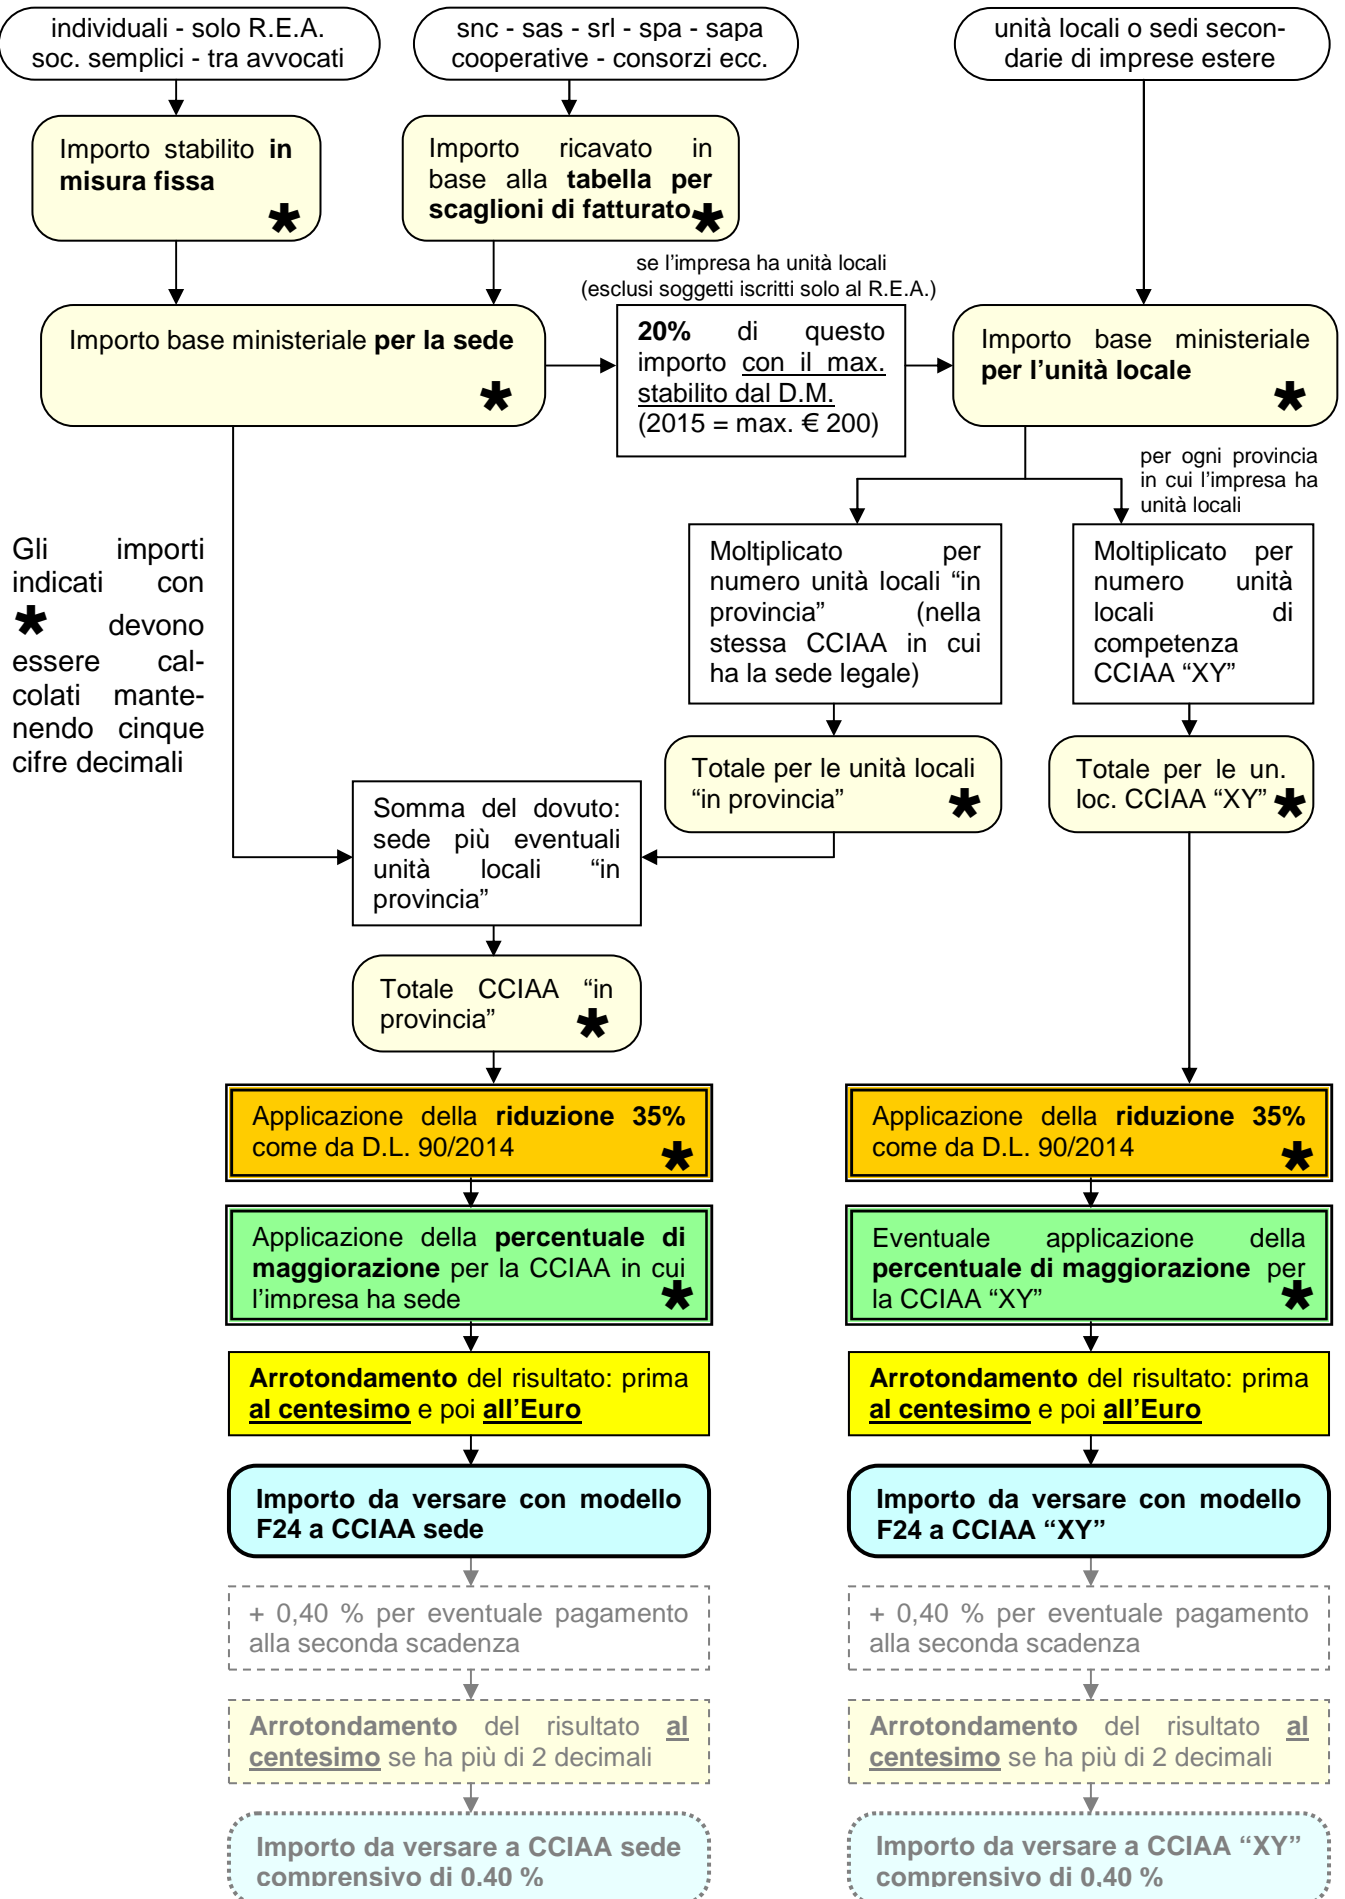 individuali - solo R.E.A.
soc. semplici - tra avvocati
snc - sas - srl - spa - sapa
cooperative - consorzi ecc.
unità locali o sedi secon-
darie di imprese estere
Importo stabilito in
misura fissa
*
Importo ricavato in
base alla tabella per
scaglioni di fatturato
*
se l'impresa ha unità locali
(esclusi soggetti iscritti solo al R.E.A.)
Importo base ministeriale per la sede
*
20% di questo
importo con il max.
stabilito dal D.M.
(2015 = max. € 200)
Importo base ministeriale
per l'unità locale
*
per ogni provincia
in cui l'impresa ha
unità locali
Gli importi
indicati con
* devono
essere cal-
colati mante-
nendo cinque
cifre decimali
Moltiplicato per
numero unità locali “in
provincia” (nella
stessa CCIAA in cui
ha la sede legale)
Moltiplicato per
numero unità
locali di
competenza
CCIAA “XY”
Totale per le unità locali
“in provincia”
*
Totale per le un.
loc. CCIAA “XY”
*
Somma del dovuto:
sede più eventuali
unità locali “in
provincia”
Totale CCIAA “in
provincia”
*
Applicazione della riduzione 35%
come da D.L. 90/2014
*
Applicazione della riduzione 35%
come da D.L. 90/2014
*
Applicazione della percentuale di
maggiorazione per la CCIAA in cui
l'impresa ha sede
*
Eventuale applicazione della
percentuale di maggiorazione per
la CCIAA “XY”
*
Arrotondamento del risultato: prima
al centesimo e poi all'Euro
Arrotondamento del risultato: prima
al centesimo e poi all'Euro
Importo da versare con modello
F24 a CCIAA sede
Importo da versare con modello
F24 a CCIAA “XY”
+ 0,40 % per eventuale pagamento
alla seconda scadenza
+ 0,40 % per eventuale pagamento
alla seconda scadenza
Arrotondamento del risultato al
centesimo se ha più di 2 decimali
Arrotondamento del risultato al
centesimo se ha più di 2 decimali
Importo da versare a CCIAA sede
comprensivo di 0,40 %
Importo da versare a CCIAA “XY”
comprensivo di 0,40 %